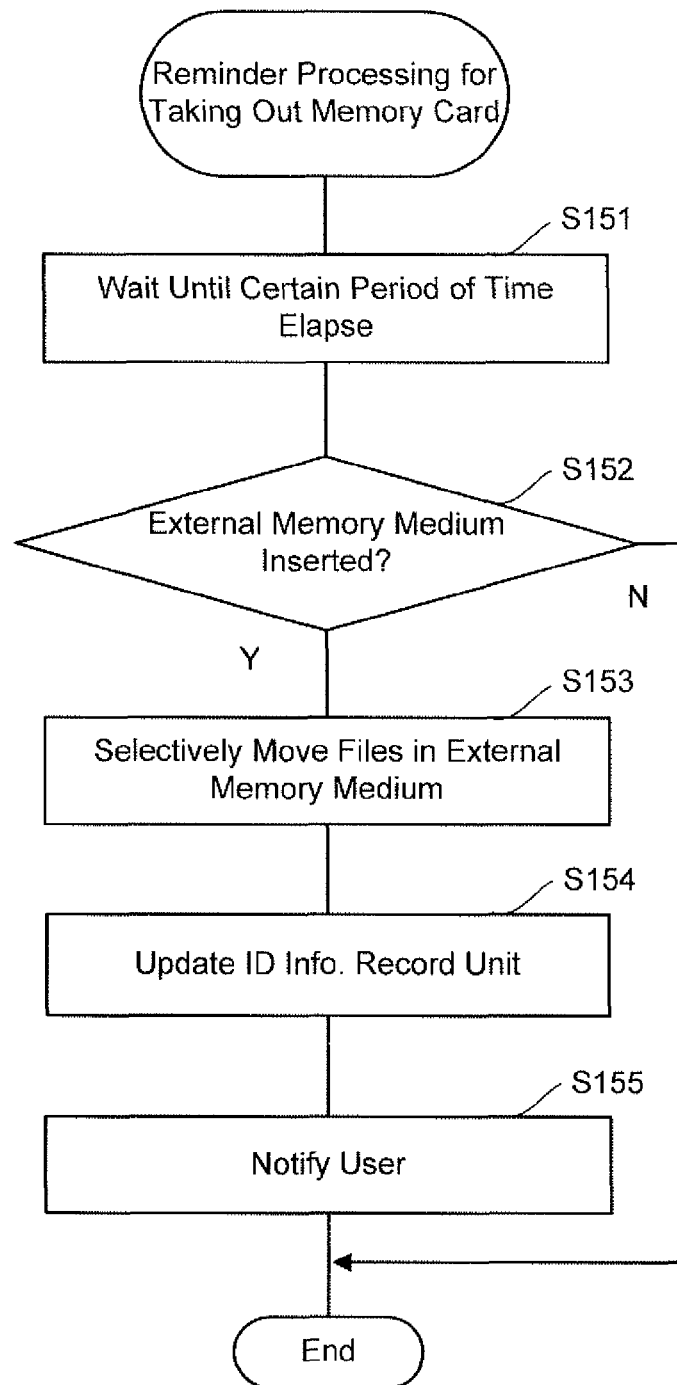 Reminder Processing for
Taking Out Memory Card
S151
Wait Until Certain Period of Time
Elapse
S152
External Memory Medium
Inserted?
N
Y
S153
Selectively Move Files in External
Memory Medium
S154
Update ID Info. Record Unit
S155
Notify User
End